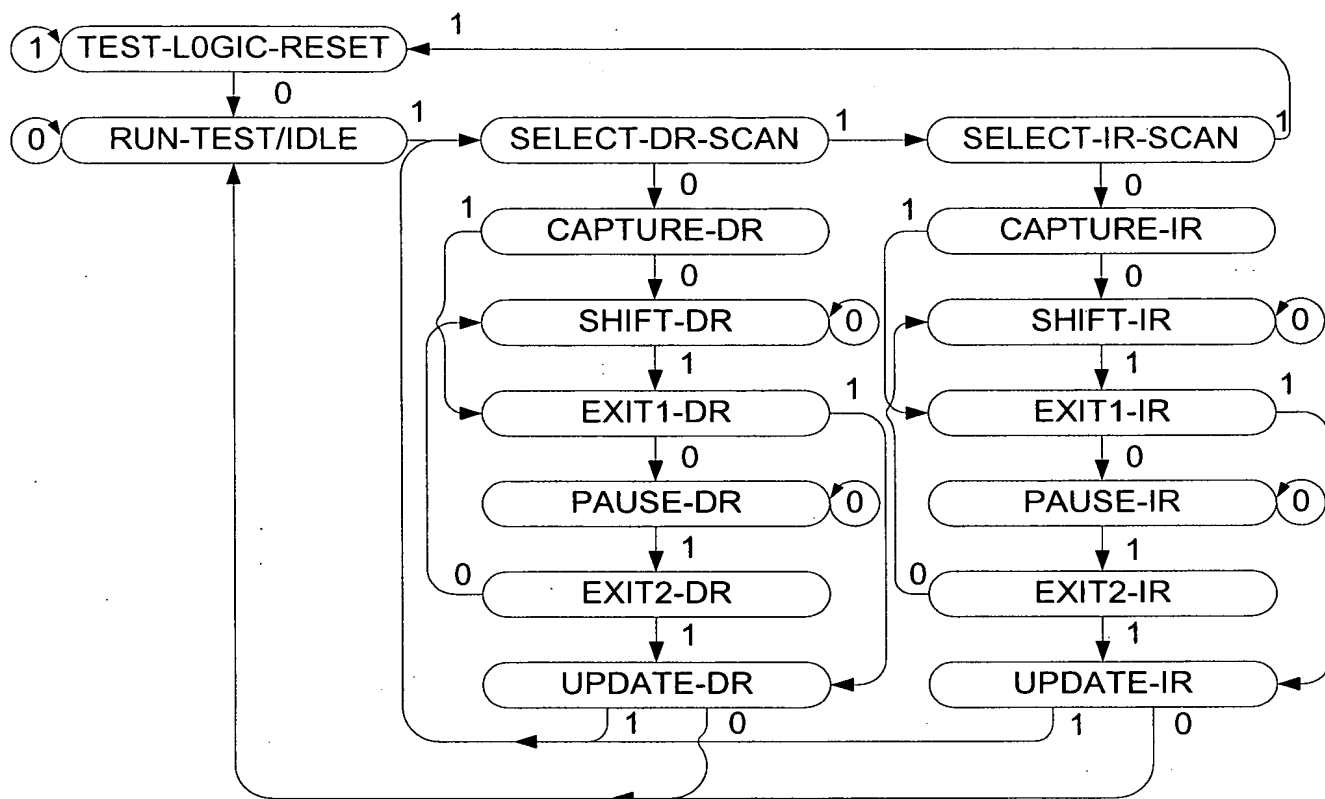 1
1 TEST-L0GIC-RESET
0 1
0 RUN-TEST/IDLE SELECT-DR-SCAN 1 SELECT-IR-SCAN 1
0 0
1 CAPTURE-DR 1 CAPTURE-IR
0 0
SHIFT-DR 0 SHIFT-IR 0
1 1
EXIT1-DR 1 EXIT1-IR 1
0 0
PAUSE-DR 0 PAUSE-IR 0
1 1
0 EXIT2-DR 0 EXIT2-IR
1 1
UPDATE-DR UPDATE-IR
1 0 1 0